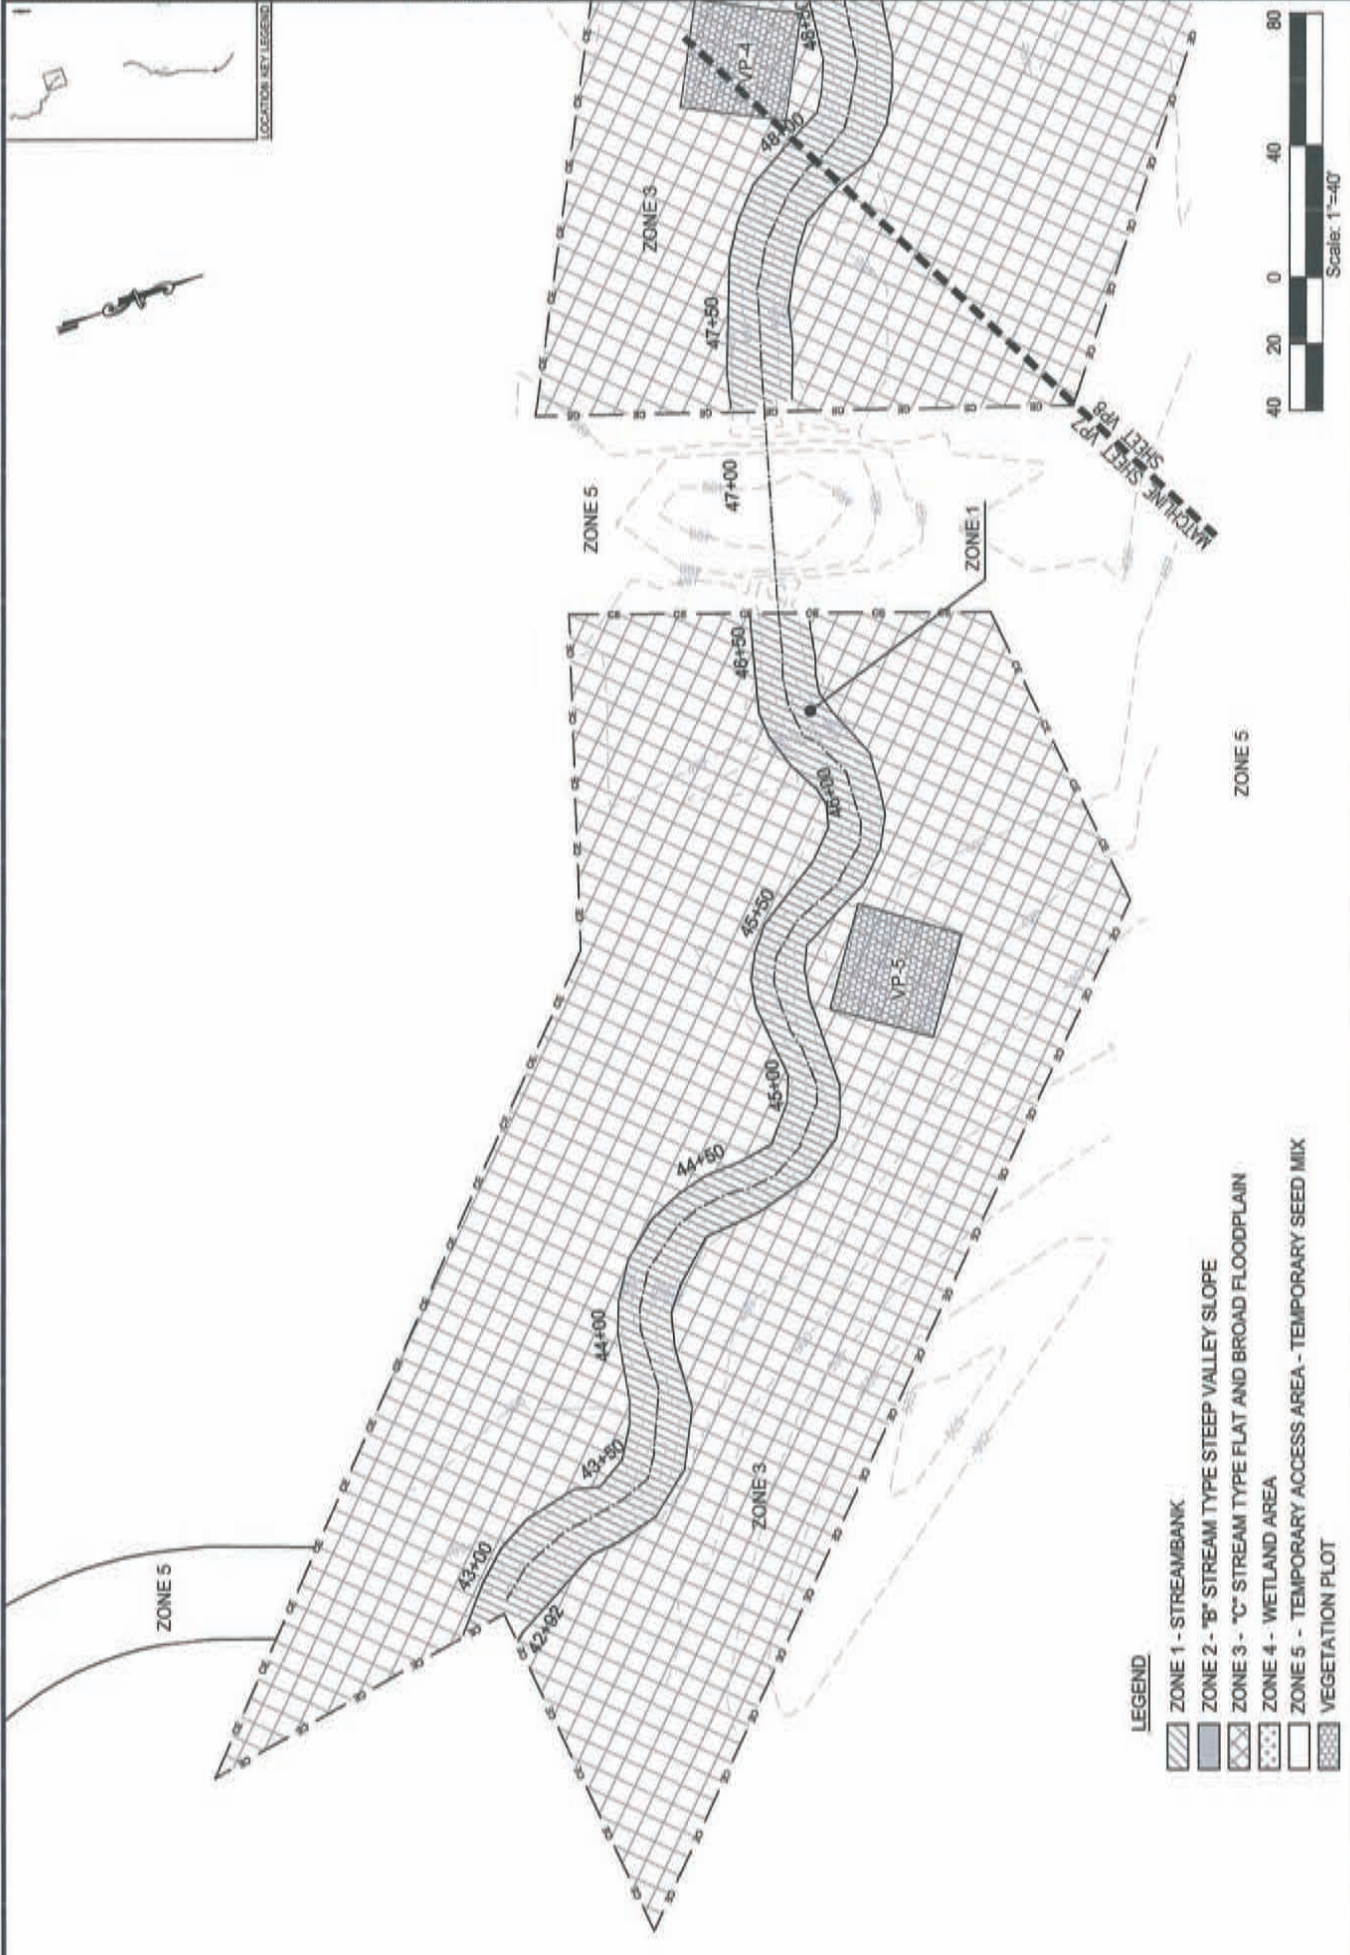 LOCATION KEY LEGEND
ZONE 5
43+00
42+92
43+50
44+00
44+50
45+00
45+50
46+00
46+50
47+00
47+50
48+00
48+50
ZONE 3
ZONE 3
ZONE 5
ZONE 1
ZONE 5
VP-5
VP-4
MATCHLINE SHEET VP7
SHEET VP8
LEGEND
ZONE 1 - STREAMBANK
ZONE 2 - "B" STREAM TYPE STEEP VALLEY SLOPE
ZONE 3 - "C" STREAM TYPE FLAT AND BROAD FLOODPLAIN
ZONE 4 - WETLAND AREA
ZONE 5 - TEMPORARY ACCESS AREA - TEMPORARY SEED MIX
VEGETATION PLOT
40 20 0 40 80
Scale: 1"=40'